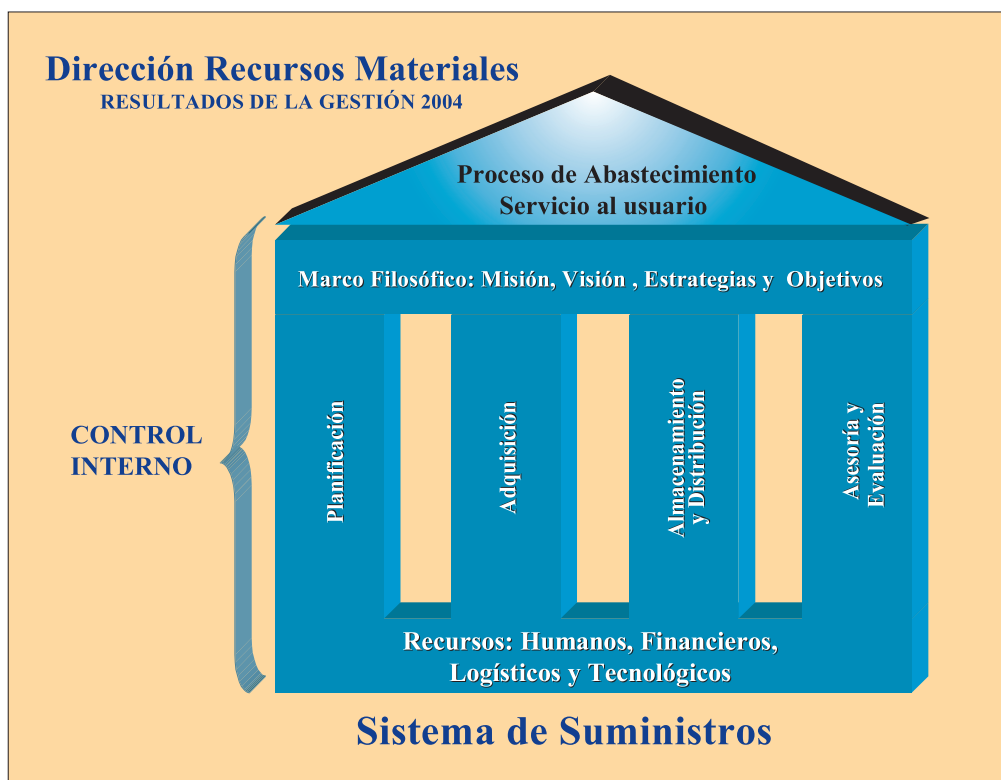 Dirección Recursos Materiales
RESULTADOS DE LA GESTIÓN 2004
Proceso de Abastecimiento
Servicio al usuario
Marco Filosófico: Misión, Visión , Estrategias y Objetivos
CONTROL
INTERNO
Planificación
Adquisición
Almacenamiento
y Distribución
Asesoría y
Evaluación
Recursos: Humanos, Financieros,
Logísticos y Tecnológicos
Sistema de Suministros